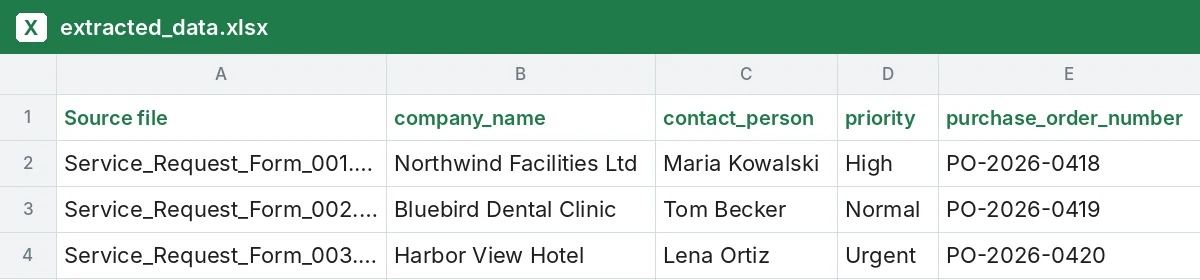 X extracted_data.xlsx
A B C D E
1 Source file company_name contact_person priority purchase_order_number
2 Service_Request_Form_001.... Northwind Facilities Ltd Maria Kowalski High PO-2026-0418
3 Service_Request_Form_002.... Bluebird Dental Clinic Tom Becker Normal PO-2026-0419
4 Service_Request_Form_003.... Harbor View Hotel Lena Ortiz Urgent PO-2026-0420